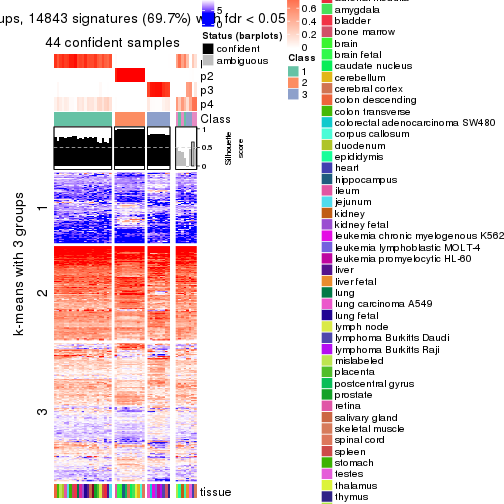 ups, 14843 signatures (69.7%) with fdr < 0.05
44 confident samples
p2
p3
p4
Class
1
0.5
0
Silhouette
score
k-means with 3 groups
1
2
3
tissue
5
0
Status (barplots)
confident
ambiguous
0.6
0.4
0.2
0
Class
1
2
3
amygdala
bladder
bone marrow
brain
brain fetal
caudate nucleus
cerebellum
cerebral cortex
colon descending
colon transverse
colorectal adenocarcinoma SW480
corpus callosum
duodenum
epididymis
heart
hippocampus
ileum
jejunum
kidney
kidney fetal
leukemia chronic myelogenous K562
leukemia lymphoblastic MOLT-4
leukemia promyelocytic HL-60
liver
liver fetal
lung
lung carcinoma A549
lung fetal
lymph node
lymphoma Burkitts Daudi
lymphoma Burkitts Raji
mislabeled
placenta
postcentral gyrus
prostate
retina
salivary gland
skeletal muscle
spinal cord
spleen
stomach
testes
thalamus
thymus